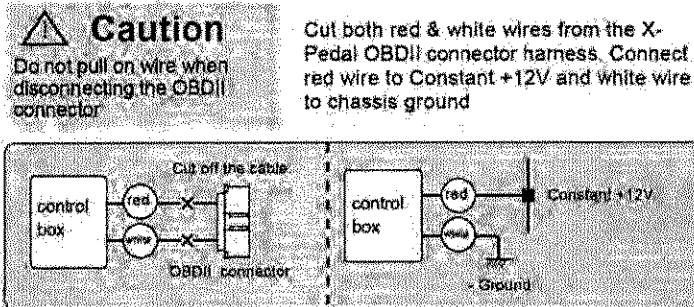 Caution
Do not pull on wire when
disconnecting the OBDII
connector
Cut both red & white wires from the X-
Pedal OBDII connector harness. Connect
red wire to Constant +12V and white wire
to chassis ground
Cut off the cable
control
box
red
white
OBDII connector
control
box
red
white
Constant +12V
- Ground